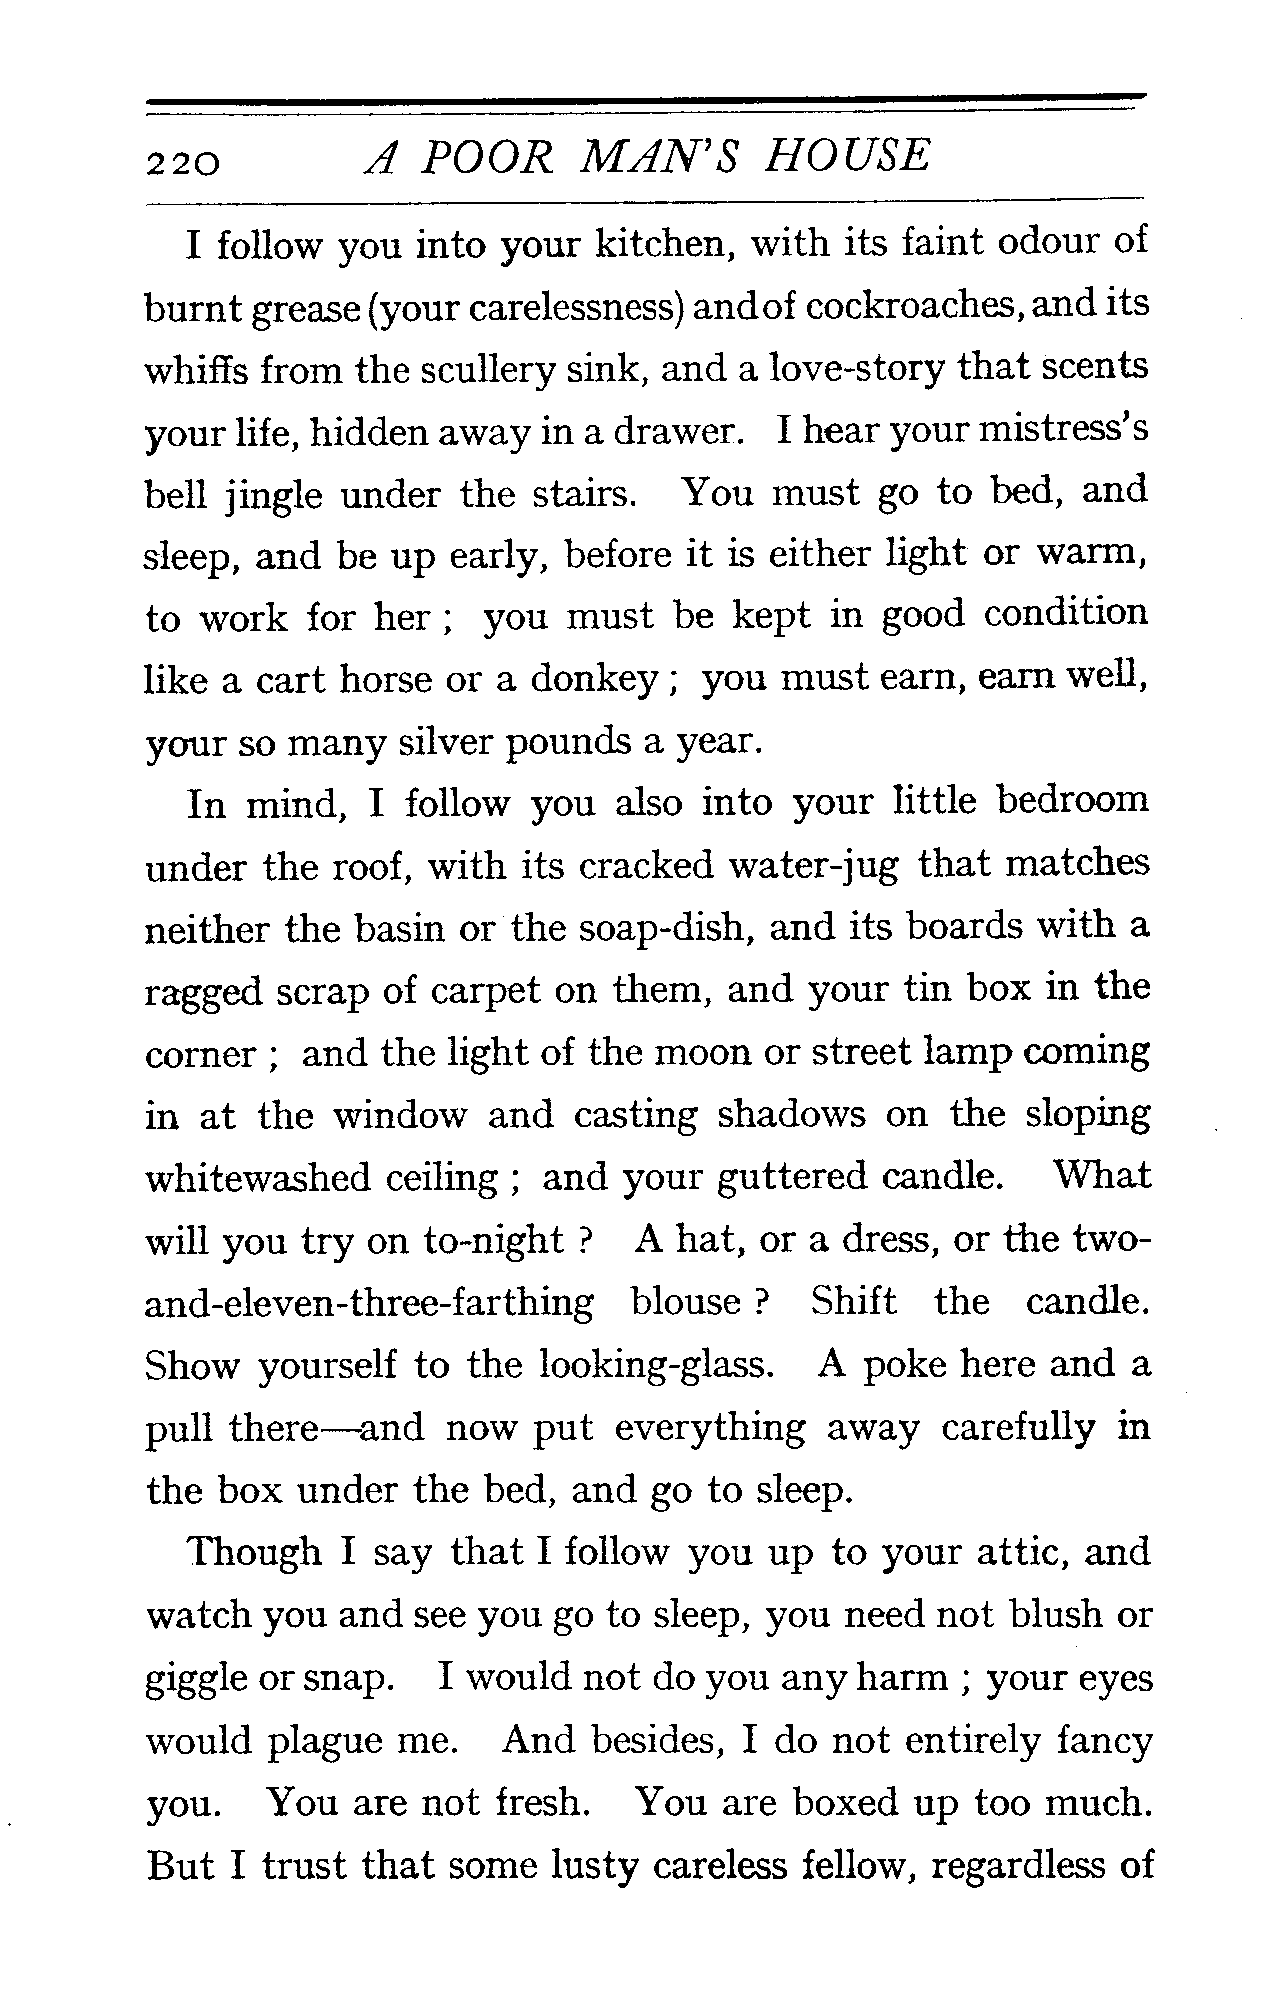 220 A POOR MAN'S HOUSE
I follow you into your kitchen, with its faint odour of
burnt grease (your carelessness) and of cockroaches, and its
whiffs from the scullery sink, and a love-story that scents
your life, hidden away in a drawer. I hear your mistress's
bell jingle under the stairs. You must go to bed, and
sleep, and be up early, before it is either light or warm,
to work for her ; you must be kept in good condition
like a cart horse or a donkey ; you must earn, earn well,
your so many silver pounds a year.
In mind, I follow you also into your little bedroom
under the roof, with its cracked water-jug that matches
neither the basin or the soap-dish, and its boards with a
ragged scrap of carpet on them, and your tin box in the
corner ; and the light of the moon or street lamp coming
in at the window and casting shadows on the sloping
whitewashed ceiling ; and your guttered candle. What
will you try on to-night ? A hat, or a dress, or the two-
and-eleven-three-farthing blouse ? Shift the candle.
Show yourself to the looking-glass. A poke here and a
pull there—and now put everything away carefully in
the box under the bed, and go to sleep.
Though I say that I follow you up to your attic, and
watch you and see you go to sleep, you need not blush or
giggle or snap. I would not do you any harm ; your eyes
would plague me. And besides, I do not entirely fancy
you. You are not fresh. You are boxed up too much.
But I trust that some lusty careless fellow, regardless of